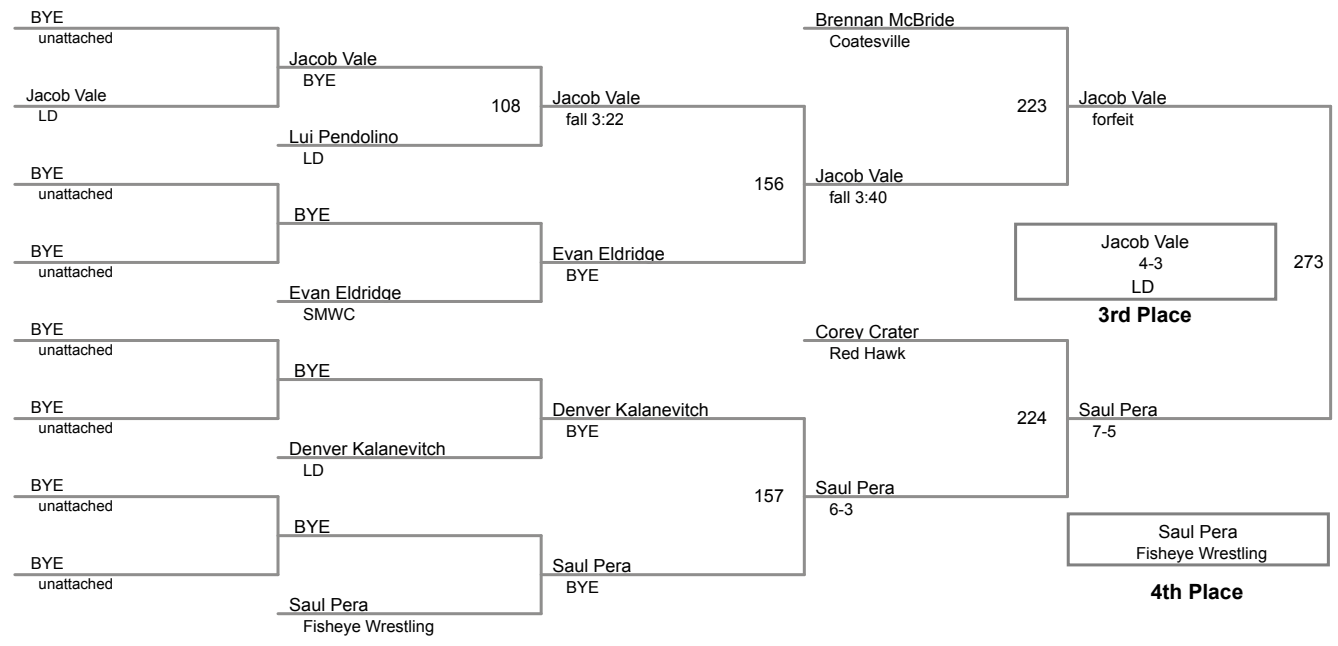 BYE
unattached
Jacob Vale
LD
BYE
unattached
BYE
unattached
BYE
unattached
BYE
unattached
BYE
unattached
BYE
unattached
Jacob Vale
BYE
Lui Pendolino
LD
BYE
Evan Eldridge
SMWC
BYE
Denver Kalanevitch
LD
BYE
Saul Pera
Fisheye Wrestling
108
Jacob Vale
fall 3:22
Evan Eldridge
BYE
Denver Kalanevitch
BYE
Saul Pera
BYE
156
157
Brennan McBride
Coatesville
Jacob Vale
fall 3:40
Corey Crater
Red Hawk
Saul Pera
6-3
223
224
Jacob Vale
forfeit
Saul Pera
7-5
273
Jacob Vale
4-3
LD
3rd Place
Saul Pera
Fisheye Wrestling
4th Place